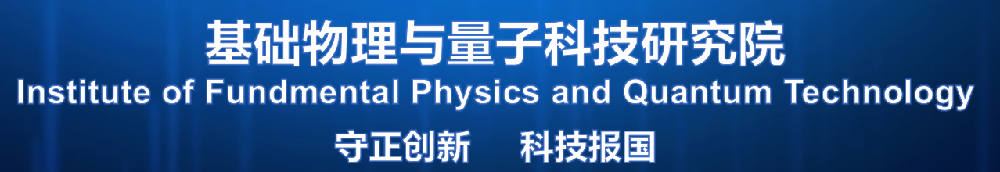 基础物理与量子科技研究院
Institute of Fundmental Physics and Quantum Technology
守正创新 科技报国